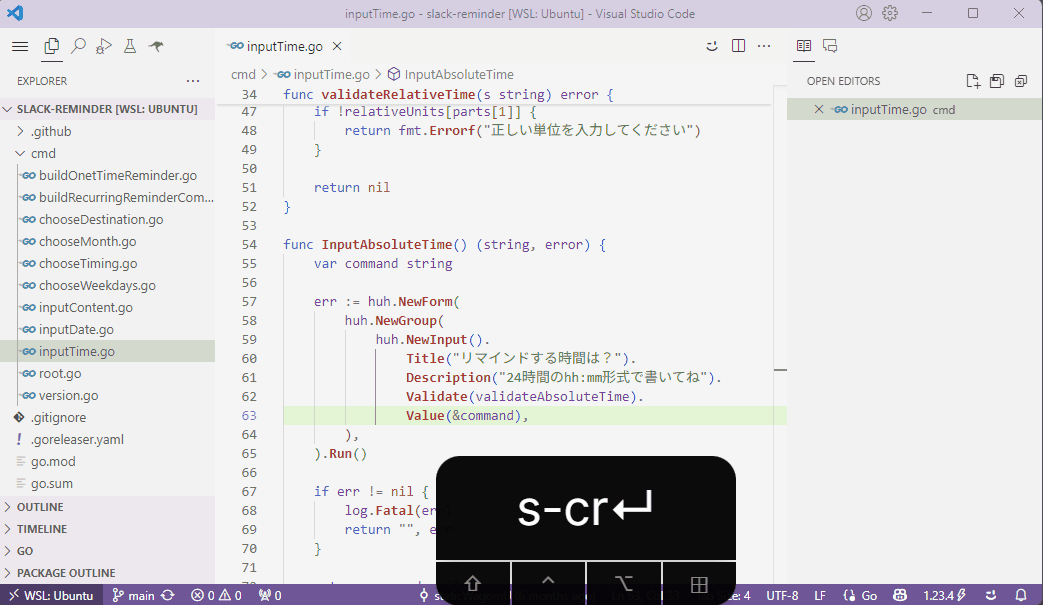 inputTime.go - slack-reminder [WSL: Ubuntu] - Visual Studio Code
EXPLORER
SLACK-REMINDER [WSL: UBUNTU]
.github
cmd
buildOnetTimeReminder.go
buildRecurringReminderCom...
chooseDestination.go
chooseMonth.go
chooseTiming.go
chooseWeekdays.go
inputContent.go
inputDate.go
inputTime.go
root.go
version.go
.gitignore
.goreleaser.yaml
go.mod
go.sum
OUTLINE
TIMELINE
GO
PACKAGE OUTLINE
inputTime.go
cmd > inputTime.go > InputAbsoluteTime
34 func validateRelativeTime(s string) error {
47 if !relativeUnits[parts[1]] {
48 return fmt.Errorf("正しい単位を入力してください")
49 }
50
51 return nil
52 }
53
54 func InputAbsoluteTime() (string, error) {
55 var command string
56
57 err := huh.NewForm(
58 huh.NewGroup(
59 huh.NewInput().
60 Title("リマインドする時間は？").
61 Description("24時間のhh:mm形式で書いてね").
62 Validate(validateAbsoluteTime).
63 Value(&command),
64 ),
65 ).Run()
66
67 if err != nil {
68 log.Fatal(er
69 return "", e
70 }
71
OPEN EDITORS
inputTime.go cmd
s-cr↵
WSL: Ubuntu
main
0 0
0
UTF-8
LF
Go
1.23.4